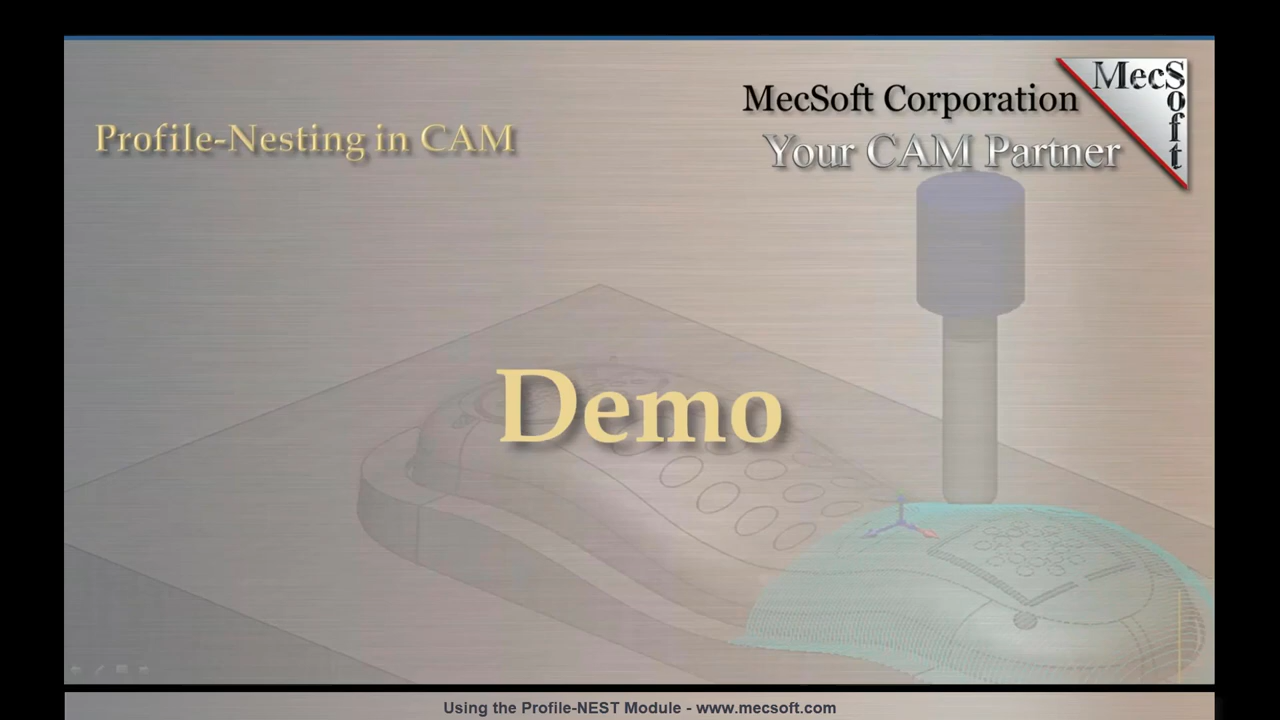 MecSoft
MecSoft Corporation
Profile-Nesting in CAM
Your CAM Partner
Demo
Using the Profile-NEST Module - www.mecsoft.com